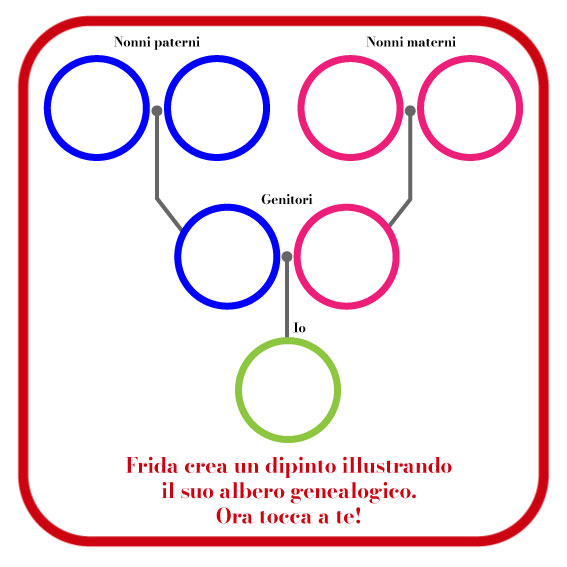 Nonni paterni
Nonni materni
Genitori
Io
Frida crea un dipinto illustrando
il suo albero genealogico.
Ora tocca a te!